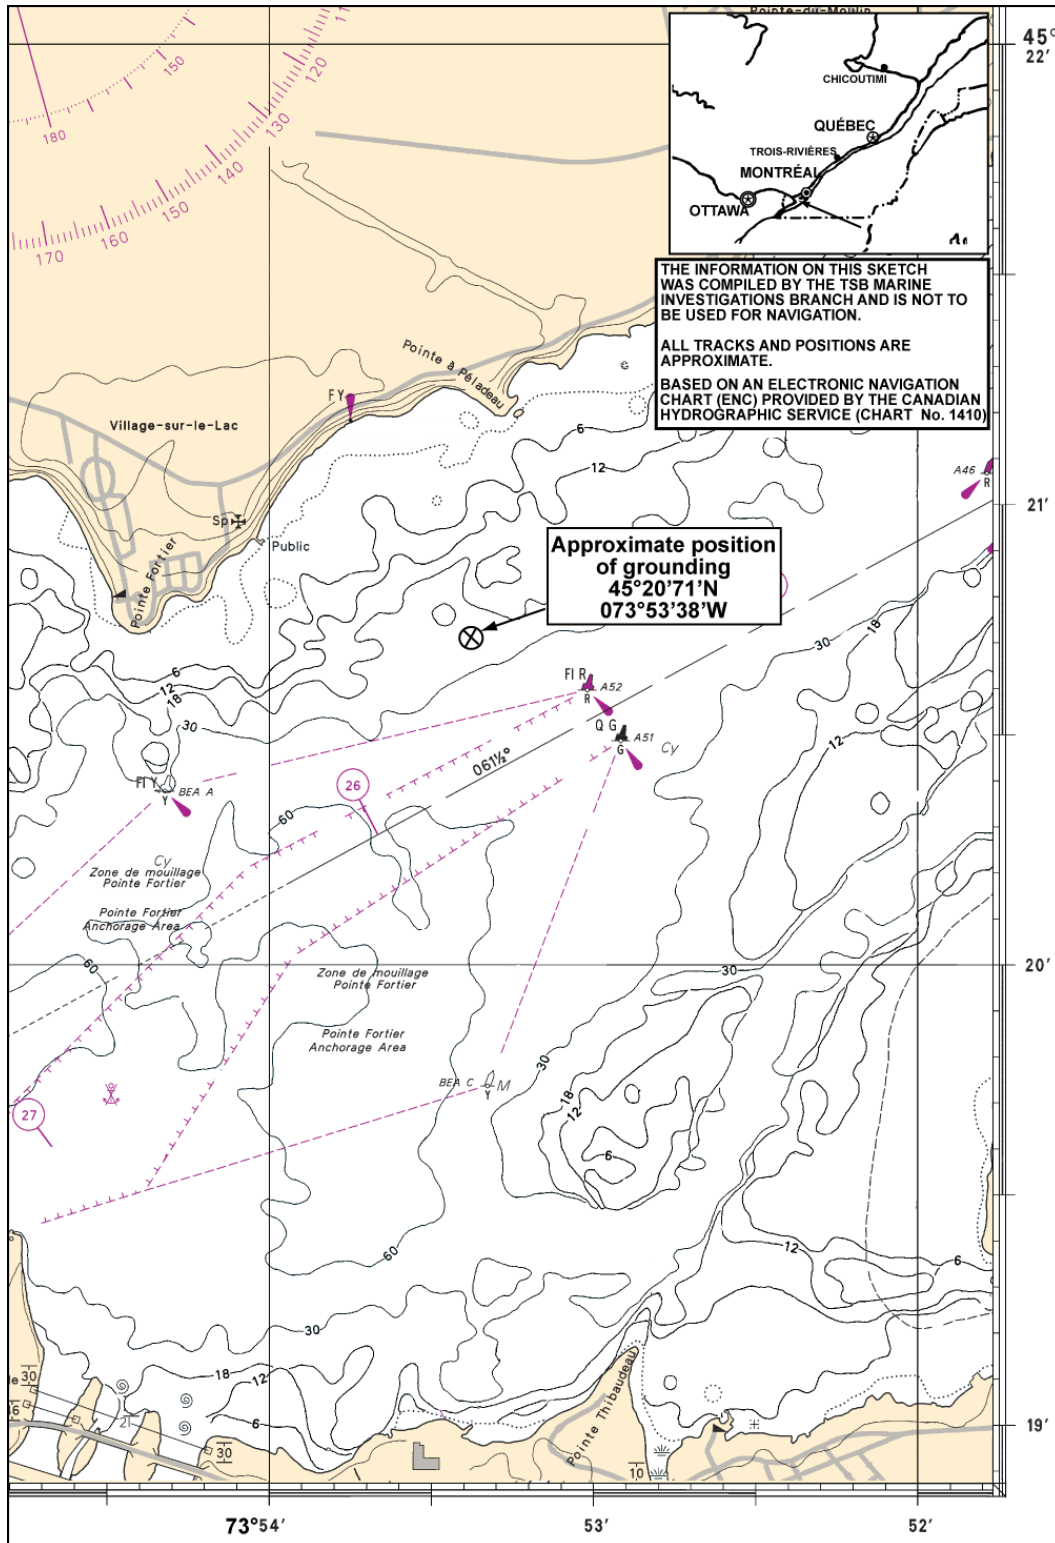 Pointe-du-Moulin
45°
22'
150
180
120
130
140
150
160
170
CHICOUTIMI
QUÉBEC
TROIS-RIVIÈRES
MONTRÉAL
OTTAWA
THE INFORMATION ON THIS SKETCH
WAS COMPILED BY THE TSB MARINE
INVESTIGATIONS BRANCH AND IS NOT TO
BE USED FOR NAVIGATION.
ALL TRACKS AND POSITIONS ARE
APPROXIMATE.
BASED ON AN ELECTRONIC NAVIGATION
CHART (ENC) PROVIDED BY THE CANADIAN
HYDROGRAPHIC SERVICE (CHART No. 1410)
Pointe à Péladeau
F Y
Village-sur-le-Lac
6
12
A46
R
21'
Sp
Public
Pointe Fortier
Approximate position
of grounding
45°20'71'N
073°53'38'W
18
30
6
12
18
30
Fl R
A52
R
Q G
A51
G
Cy
12
061½°
26
Fl Y
BEA A
Y
60
Cy
Zone de mouillage
Pointe Fortier
Pointe Fortier
Anchorage Area
60
Zone de mouillage
Pointe Fortier
30
20'
Pointe Fortier
Anchorage Area
BEA C
M
Y
30
18
12
6
27
60
12
6
30
18
12
6
30
46
21
30
Pointe Thibaudeau
10
19'
73°54'
53'
52'